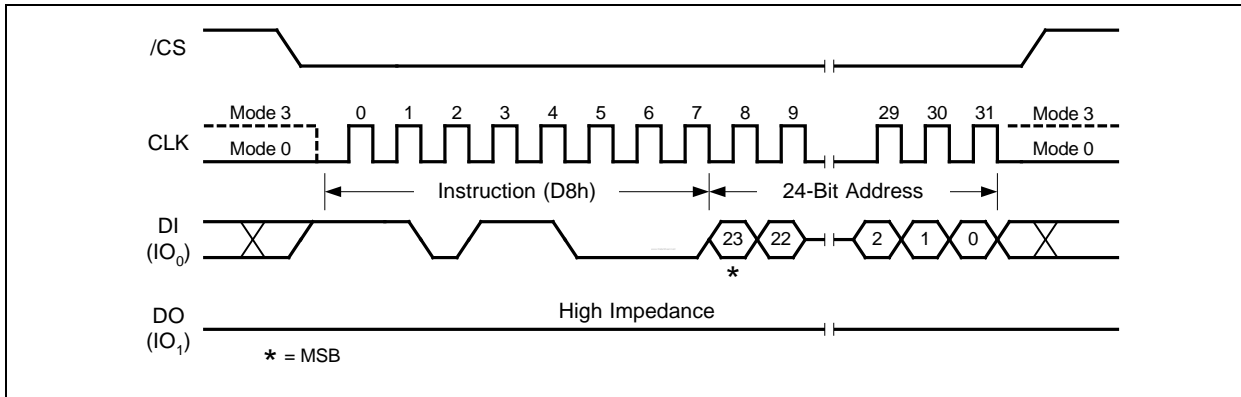 /CS
Mode 3
0 1 2 3 4 5 6 7 8 9 29 30 31
Mode 3
CLK
Mode 0
Mode 0
Instruction (D8h)
24-Bit Address
DI
(IO0)
23 22 2 1 0
*
High Impedance
DO
(IO1)
* = MSB